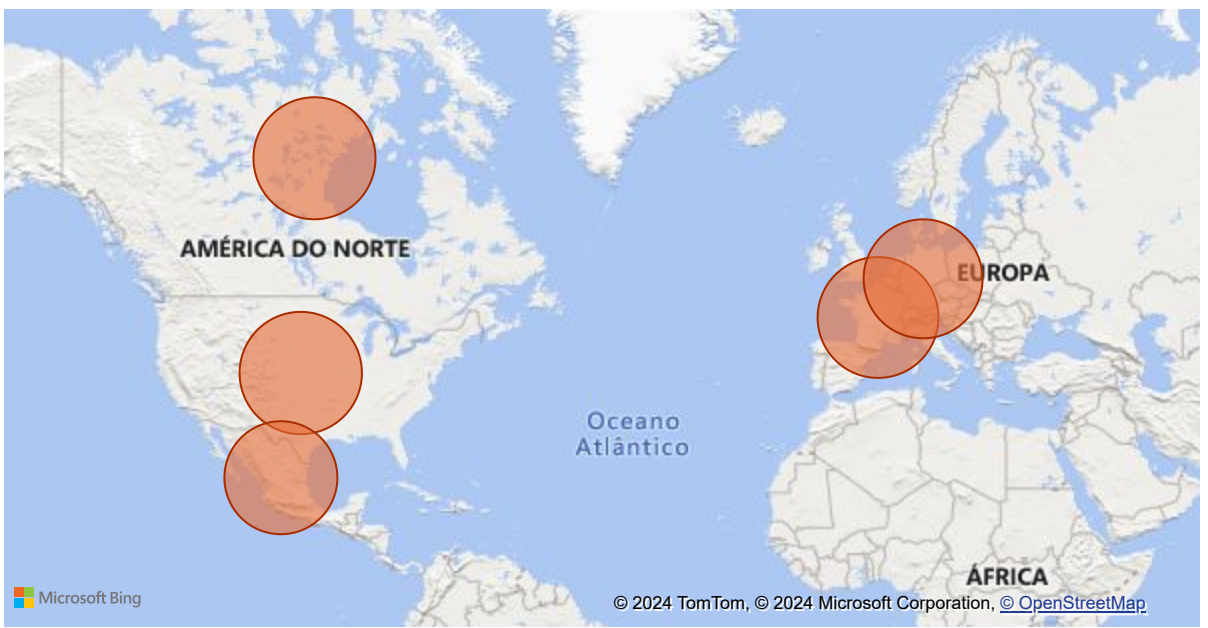 AMÉRICA DO NORTE
EUROPA
Oceano
Atlântico
ÁFRICA
Microsoft Bing
© 2024 TomTom, © 2024 Microsoft Corporation, © OpenStreetMap